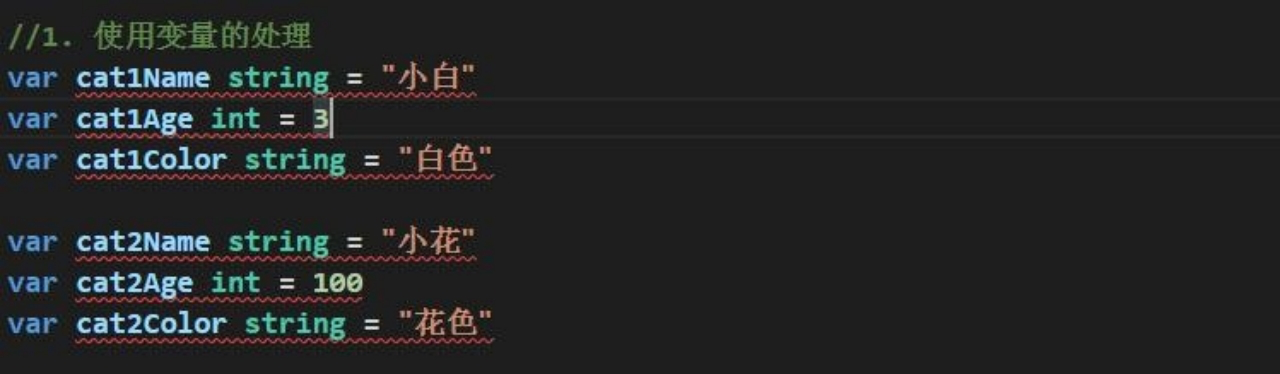 //1. 使用变量的处理
var cat1Name string = "小白"
var cat1Age int = 3
var cat1Color string = "白色"
var cat2Name string = "小花"
var cat2Age int = 100
var cat2Color string = "花色"